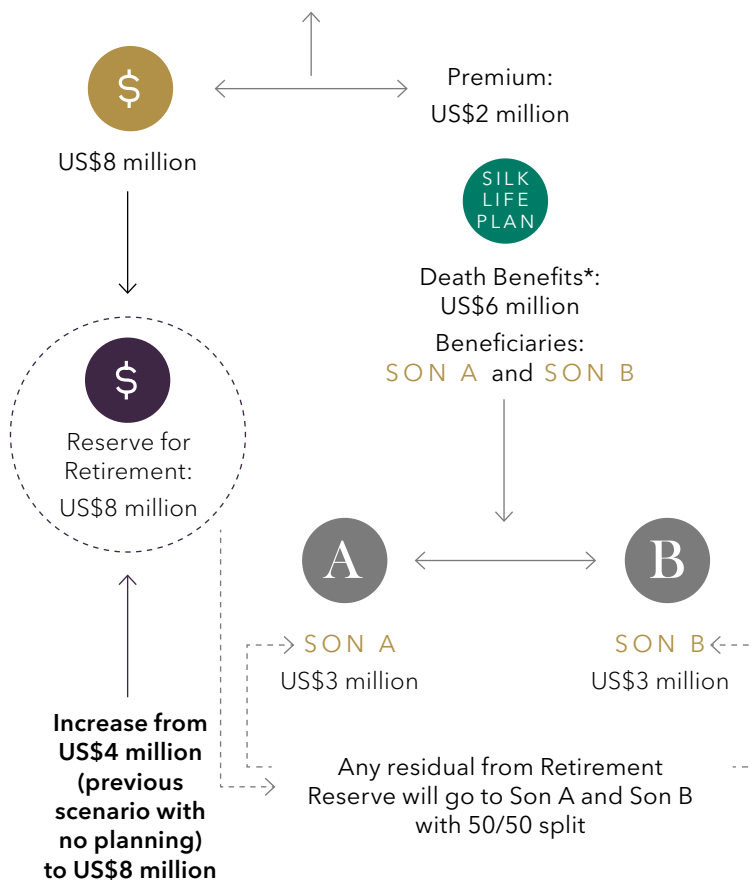 $
US$8 million
Premium:
US$2 million
SILK
LIFE
PLAN
Death Benefits*:
US$6 million
Beneficiaries:
SON A and SON B
$
Reserve for
Retirement:
US$8 million
A
B
SON A
US$3 million
SON B
US$3 million
Increase from
US$4 million
(previous
scenario with
no planning)
to US$8 million
Any residual from Retirement
Reserve will go to Son A and Son B
with 50/50 split